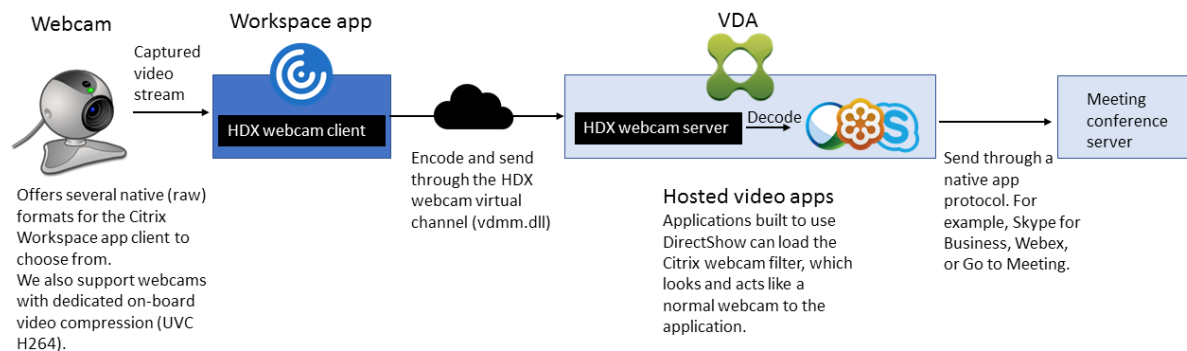 Webcam
Workspace app
VDA
Captured
video
stream
HDX webcam client
HDX webcam server
Decode
Meeting
conference
server
Offers several native (raw)
formats for the Citrix
Workspace app client to
choose from.
We also support webcams
with dedicated on-board
video compression (UVC
H264).
Encode and send
through the HDX
webcam virtual
channel (vdmm.dll)
Hosted video apps
Applications built to use
DirectShow can load the
Citrix webcam filter, which
looks and acts like a
normal webcam to the
application.
Send through a
native app
protocol. For
example, Skype for
Business, Webex,
or Go to Meeting.